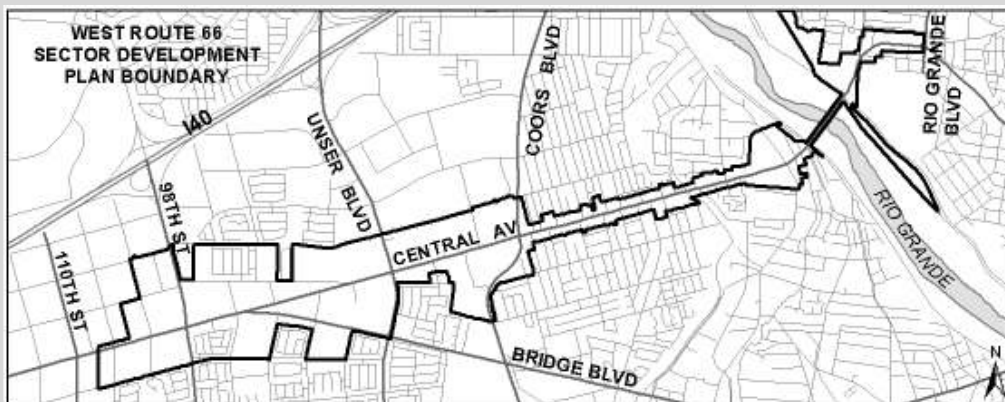 WEST ROUTE 66
SECTOR DEVELOPMENT
PLAN BOUNDARY
I40
UNSER BLVD
COORS BLVD
RIO GRANDE
BLVD
98TH ST
110TH ST
CENTRAL AV
RIO GRANDE
BRIDGE BLVD
N